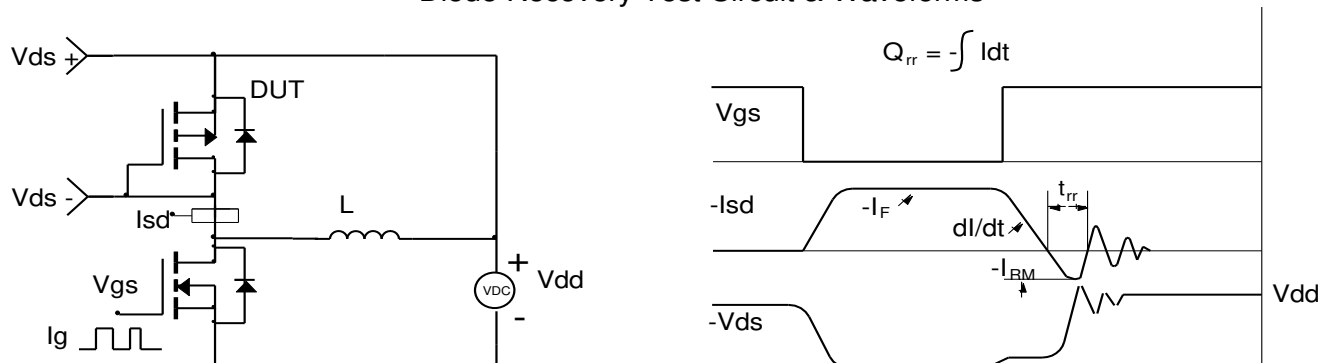 Diode Recovery Test Circuit & Waveforms
Vds +
DUT
Vds -
Isd
L
Vgs
Ig
VDC
+
-
Vdd
Qrr = -∫ Idt
Vgs
-Isd
-IF
dI/dt
trr
-IRM
Vdd
-Vds